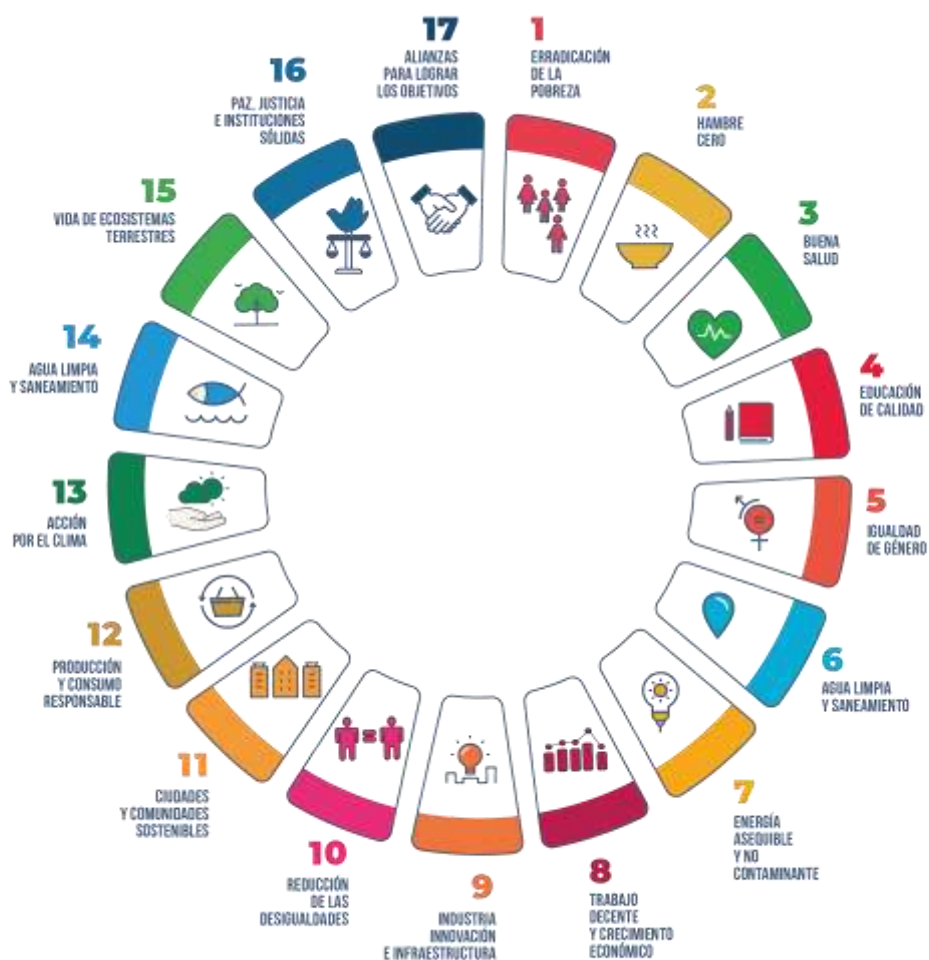 1
ERRADICACIÓN
DE LA
POBREZA
2
HAMBRE
CERO
3
BUENA
SALUD
4
EDUCACIÓN
DE CALIDAD
5
IGUALDAD
DE GÉNERO
6
AGUA LIMPIA
Y SANEAMIENTO
7
ENERGÍA
ASEQUIBLE
Y NO
CONTAMINANTE
8
TRABAJO
DECENTE
Y CRECIMIENTO
ECONÓMICO
9
INDUSTRIA
INNOVACIÓN
E INFRAESTRUCTURA
10
REDUCCIÓN
DE LAS
DESIGUALDADES
11
CIUDADES
Y COMUNIDADES
SOSTENIBLES
12
PRODUCCIÓN
Y CONSUMO
RESPONSABLE
13
ACCIÓN
POR EL CLIMA
14
AGUA LIMPIA
Y SANEAMIENTO
15
VIDA DE ECOSISTEMAS
TERRESTRES
16
PAZ, JUSTICIA
E INSTITUCIONES
SÓLIDAS
17
ALIANZAS
PARA LOGRAR
LOS OBJETIVOS